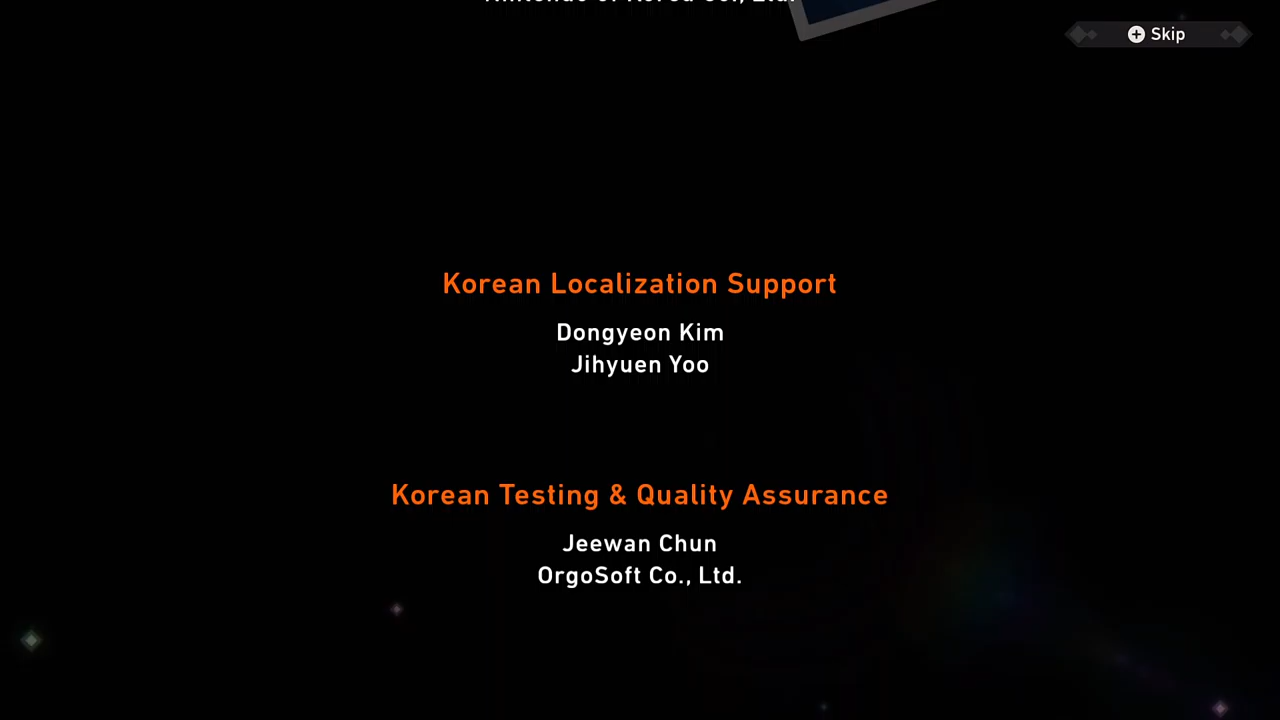 Skip
Korean Localization Support
Dongyeon Kim
Jihyuen Yoo
Korean Testing & Quality Assurance
Jeewan Chun
OrgoSoft Co., Ltd.